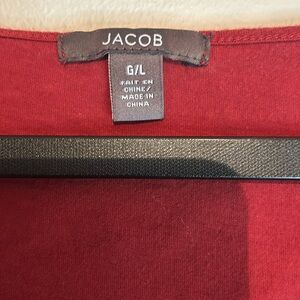 JACOB
G/L
FAIT EN
CHINE/
MADE IN
CHINA